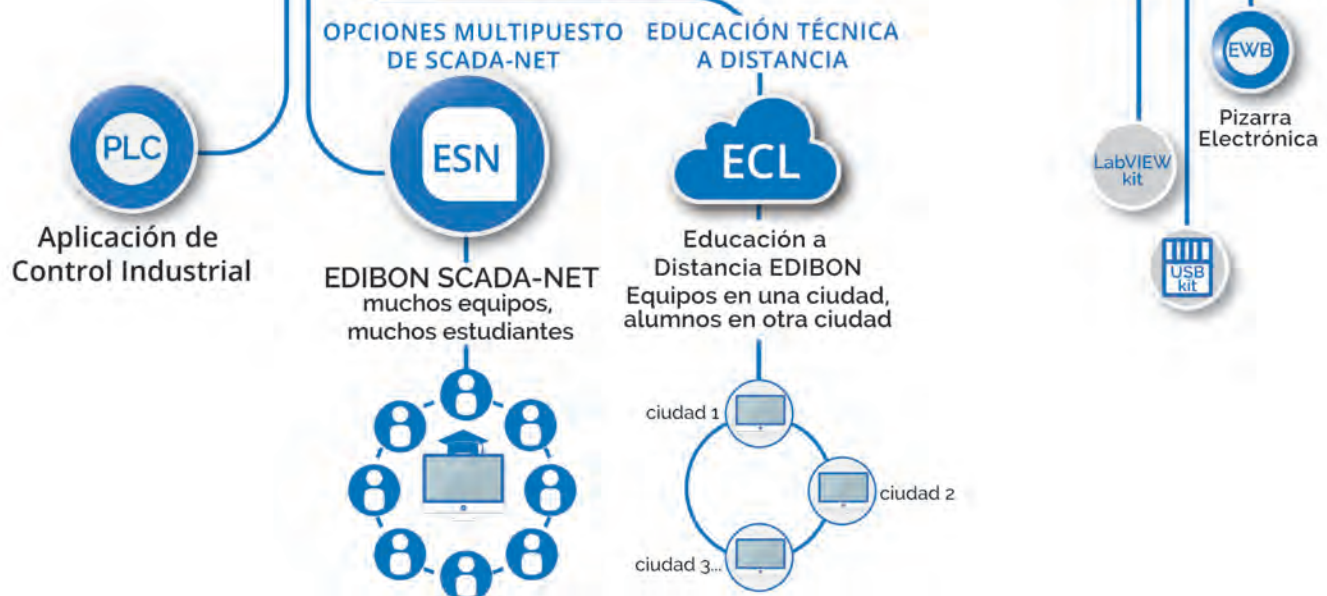 OPCIONES MULTIPUESTO
DE SCADA-NET
EDUCACIÓN TÉCNICA
A DISTANCIA
PLC
Aplicación de
Control Industrial
ESN
EDIBON SCADA-NET
muchos equipos,
muchos estudiantes
ECL
Educación a
Distancia EDIBON
Equipos en una ciudad,
alumnos en otra ciudad
ciudad 1
ciudad 2
ciudad 3...
LabVIEW
kit
USB
kit
EWB
Pizarra
Electrónica